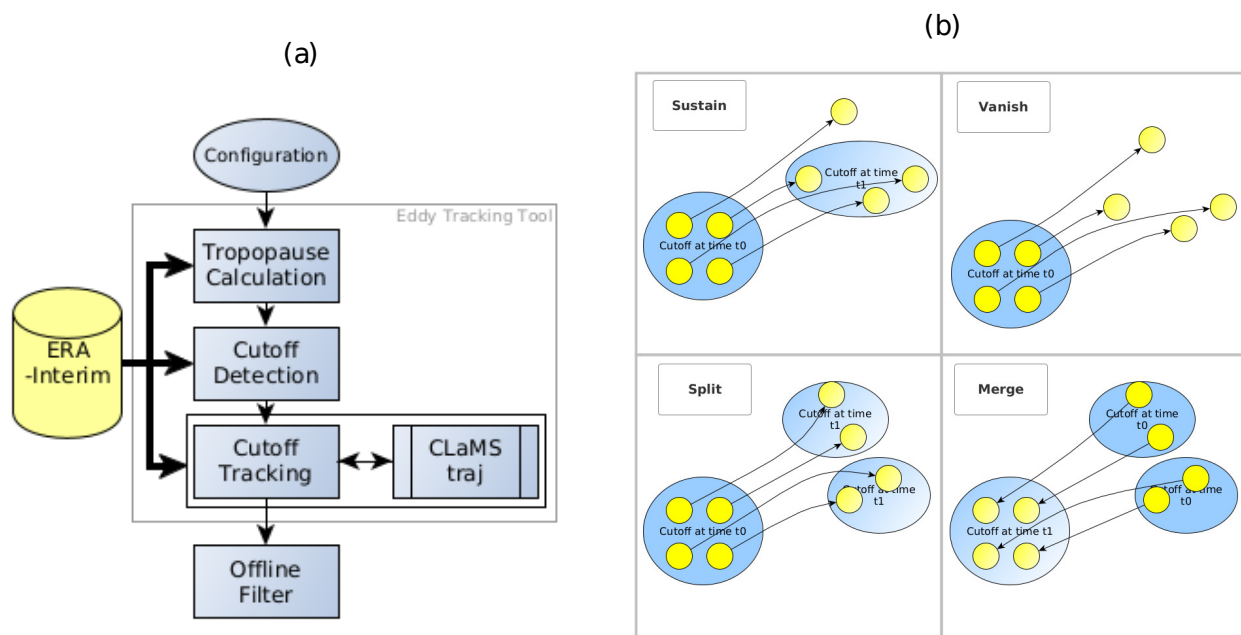 (a)
Configuration
Eddy Tracking Tool
Tropopause
Calculation
ERA
-Interim
Cutoff
Detection
Cutoff
Tracking
CLaMS
traj
Offline
Filter
(b)
Sustain
Cutoff at time
t1
Cutoff at time t0
Vanish
Cutoff at time t0
Split
Cutoff at time
t1
Cutoff at time
t1
Cutoff at time t0
Merge
Cutoff at time
t0
Cutoff at time
t0
Cutoff at time t1